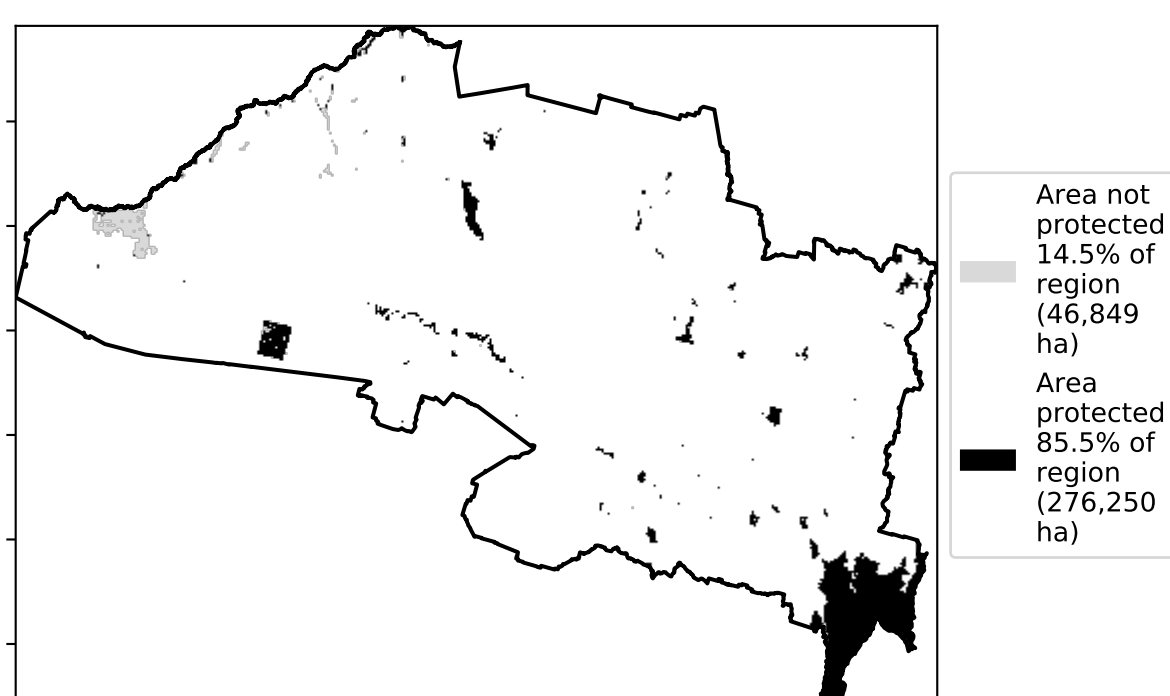 Area not
protected
14.5% of
region
(46,849
ha)
Area
protected
85.5% of
region
(276,250
ha)